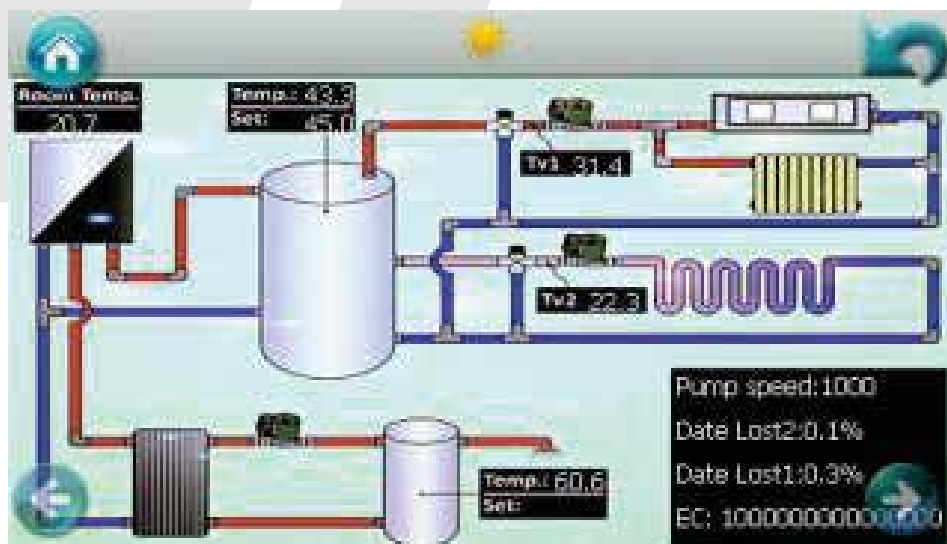 Room Temp.
20.7
Temp.: 43.3
Set: 45.0
Tv1 31.4
Tv2 22.3
Pump speed:1000
Date Lost2:0.1%
Date Lost1:0.3%
Temp.: 60.6
Set:
EC: